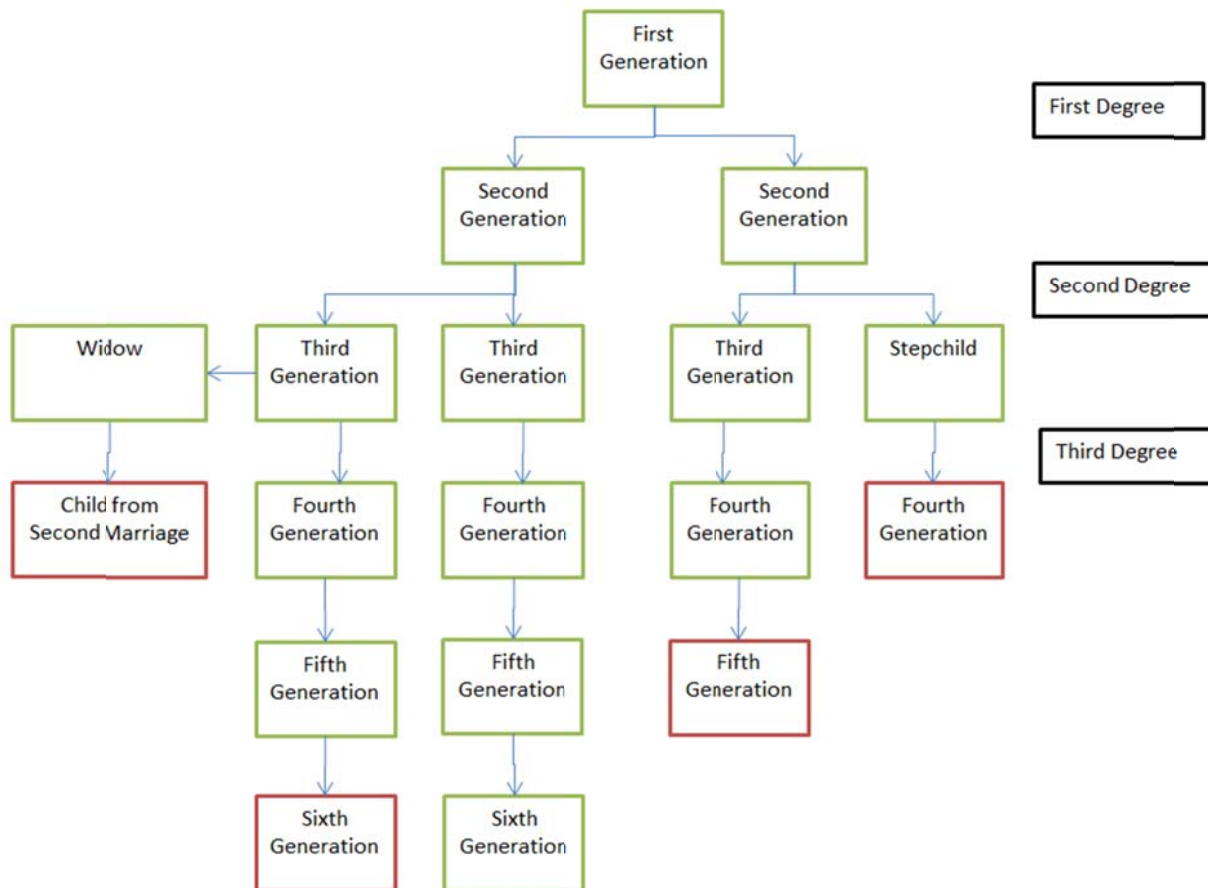 First
Generation
First Degree
Second
Generation
Second
Generation
Second Degree
Widow
Third
Generation
Third
Generation
Third
Generation
Stepchild
Third Degree
Child from
Second Marriage
Fourth
Generation
Fourth
Generation
Fourth
Generation
Fourth
Generation
Fifth
Generation
Fifth
Generation
Fifth
Generation
Sixth
Generation
Sixth
Generation